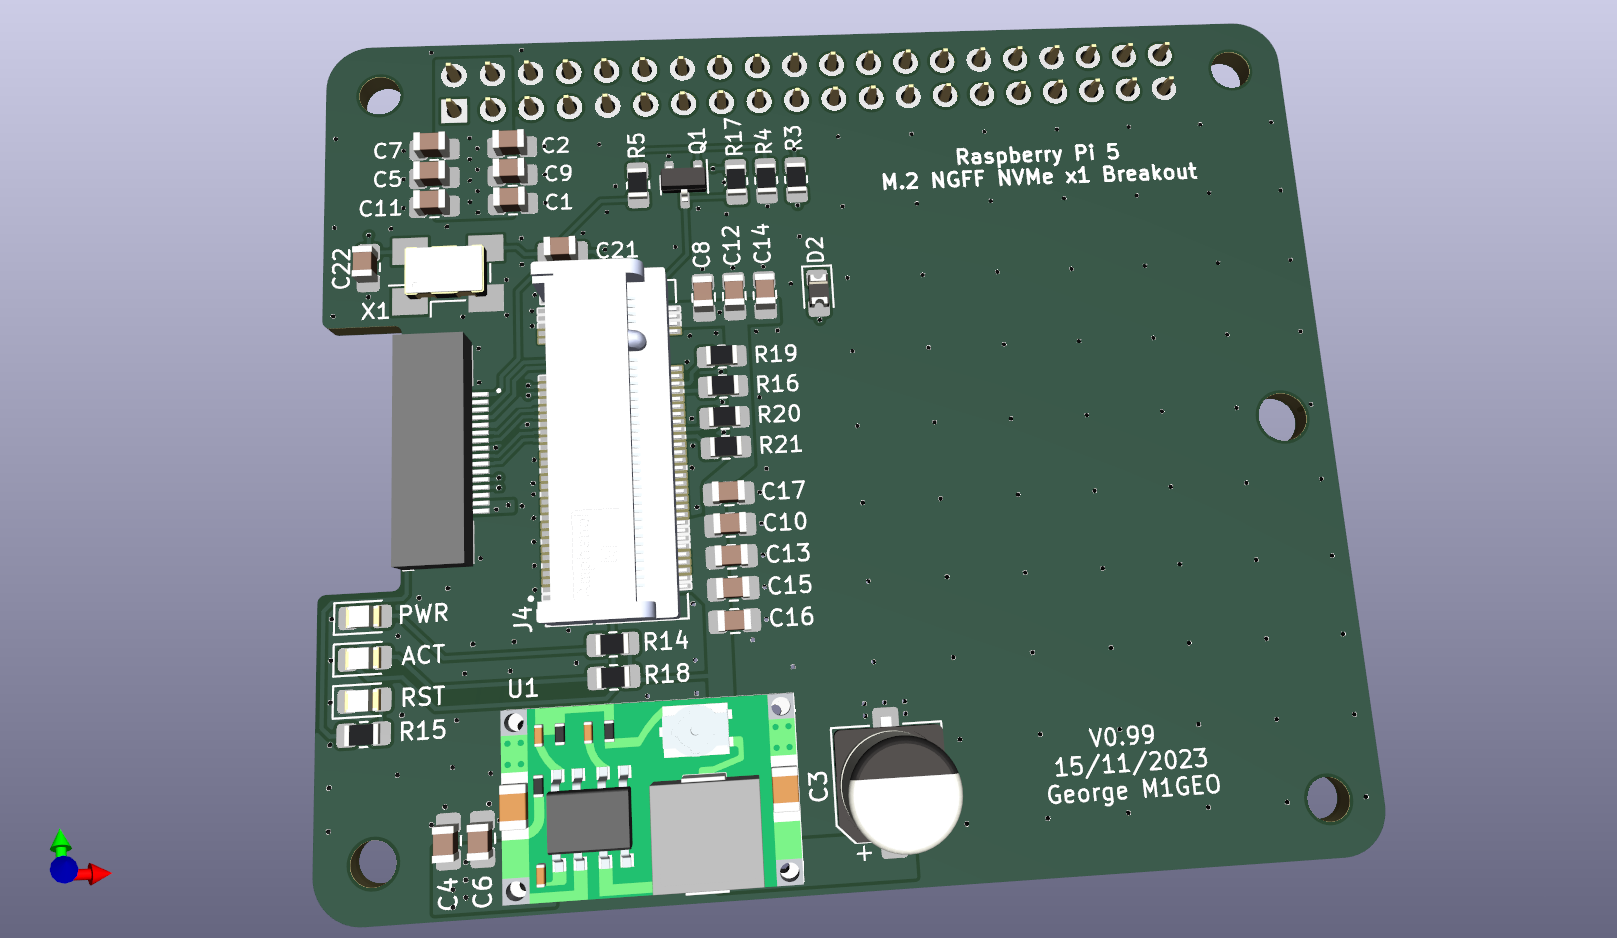 C7
C2
C5
C9
C11
C1
R5
Q1
R17
R4
R3
Raspberry Pi 5
M.2 NGFF NVMe x1 Breakout
C22
C21
X1
C8
C12
C14
D2
R19
R16
R20
R21
C17
C10
C13
C15
C16
J4
PWR
ACT
RST
R15
R14
R18
U1
C3
+
C4
C6
V0.99
15/11/2023
George M1GEO